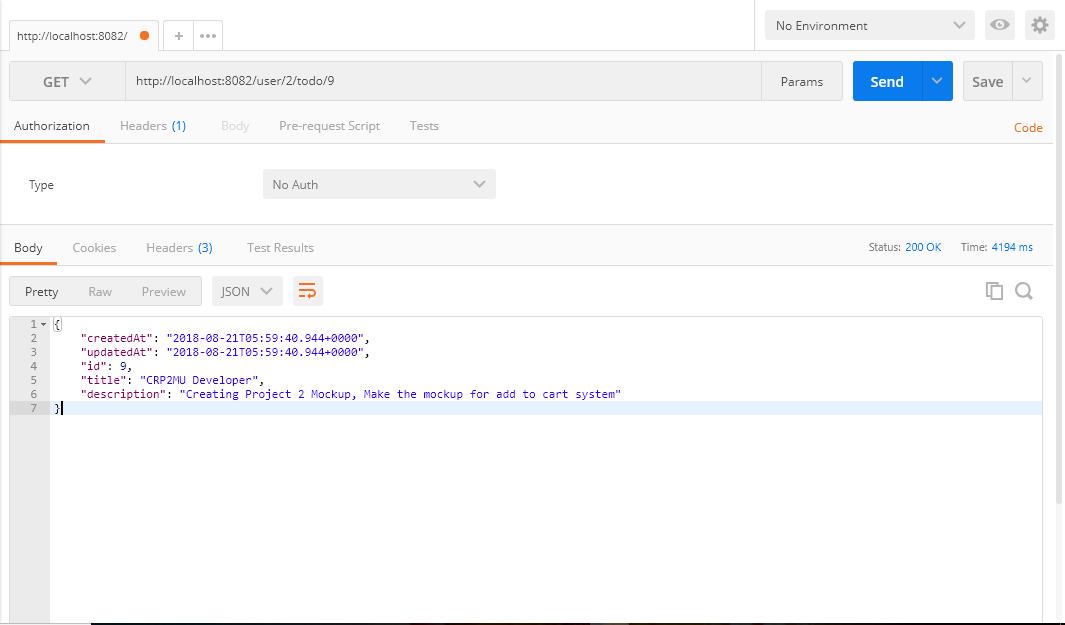 http://localhost:8082/ No Environment
GET http://localhost:8082/user/2/todo/9 Params Send Save
Authorization Headers (1) Body Pre-request Script Tests Code
Type No Auth
Body Cookies Headers (3) Test Results Status: 200 OK Time: 4194 ms
Pretty Raw Preview JSON
1 {
2 "createdAt": "2018-08-21T05:59:40.944+0000",
3 "updatedAt": "2018-08-21T05:59:40.944+0000",
4 "id": 9,
5 "title": "CRP2MU Developer",
6 "description": "Creating Project 2 Mockup, Make the mockup for add to cart system"
7 }